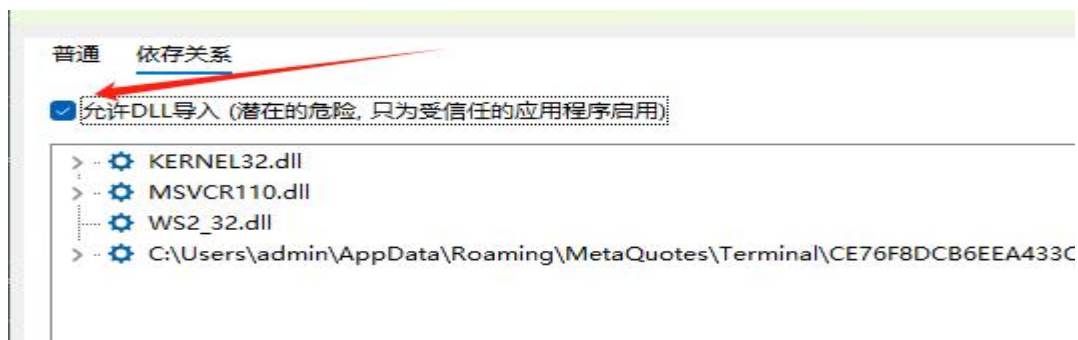 普通 依存关系
允许DLL导入 (潜在的危险, 只为受信任的应用程序启用)
KERNEL32.dll
MSVCR110.dll
WS2_32.dll
C:\Users\admin\AppData\Roaming\MetaQuotes\Terminal\CE76F8DCB6EEA433C